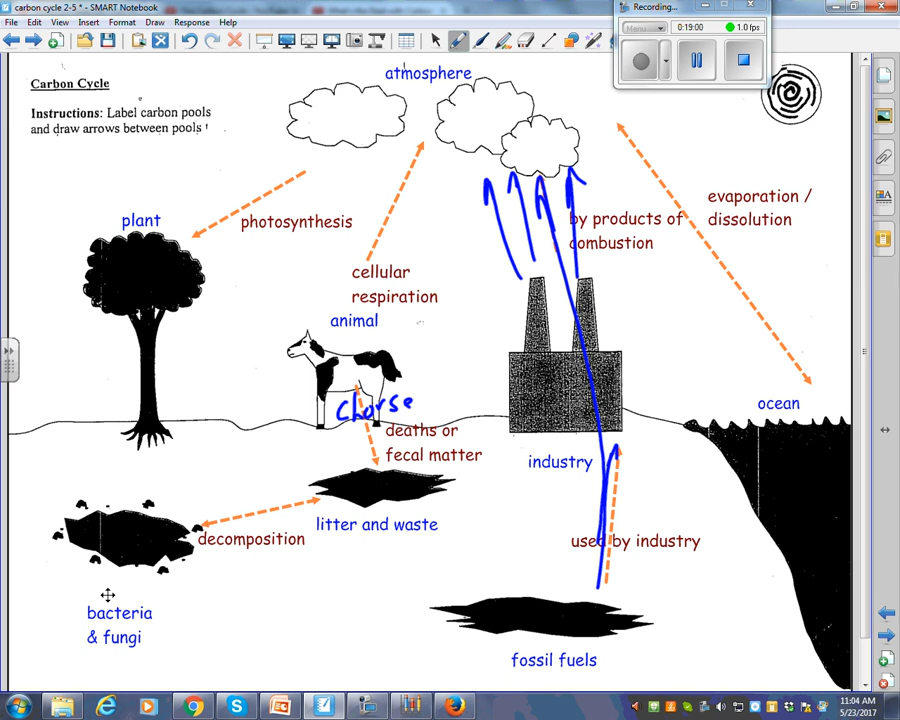 carbon cycle 2-5 * - SMART Notebook
Recording...
File Edit View Insert Format Draw Response Help
Menu
0:19:00
1.0 fps
Carbon Cycle
Instructions: Label carbon pools
and draw arrows between pools
atmosphere
plant
photosynthesis
cellular
respiration
animal
by products of
combustion
evaporation /
dissolution
chorse
deaths or
fecal matter
ocean
industry
litter and waste
decomposition
used by industry
bacteria
& fungi
fossil fuels
11:04 AM
5/23/2017